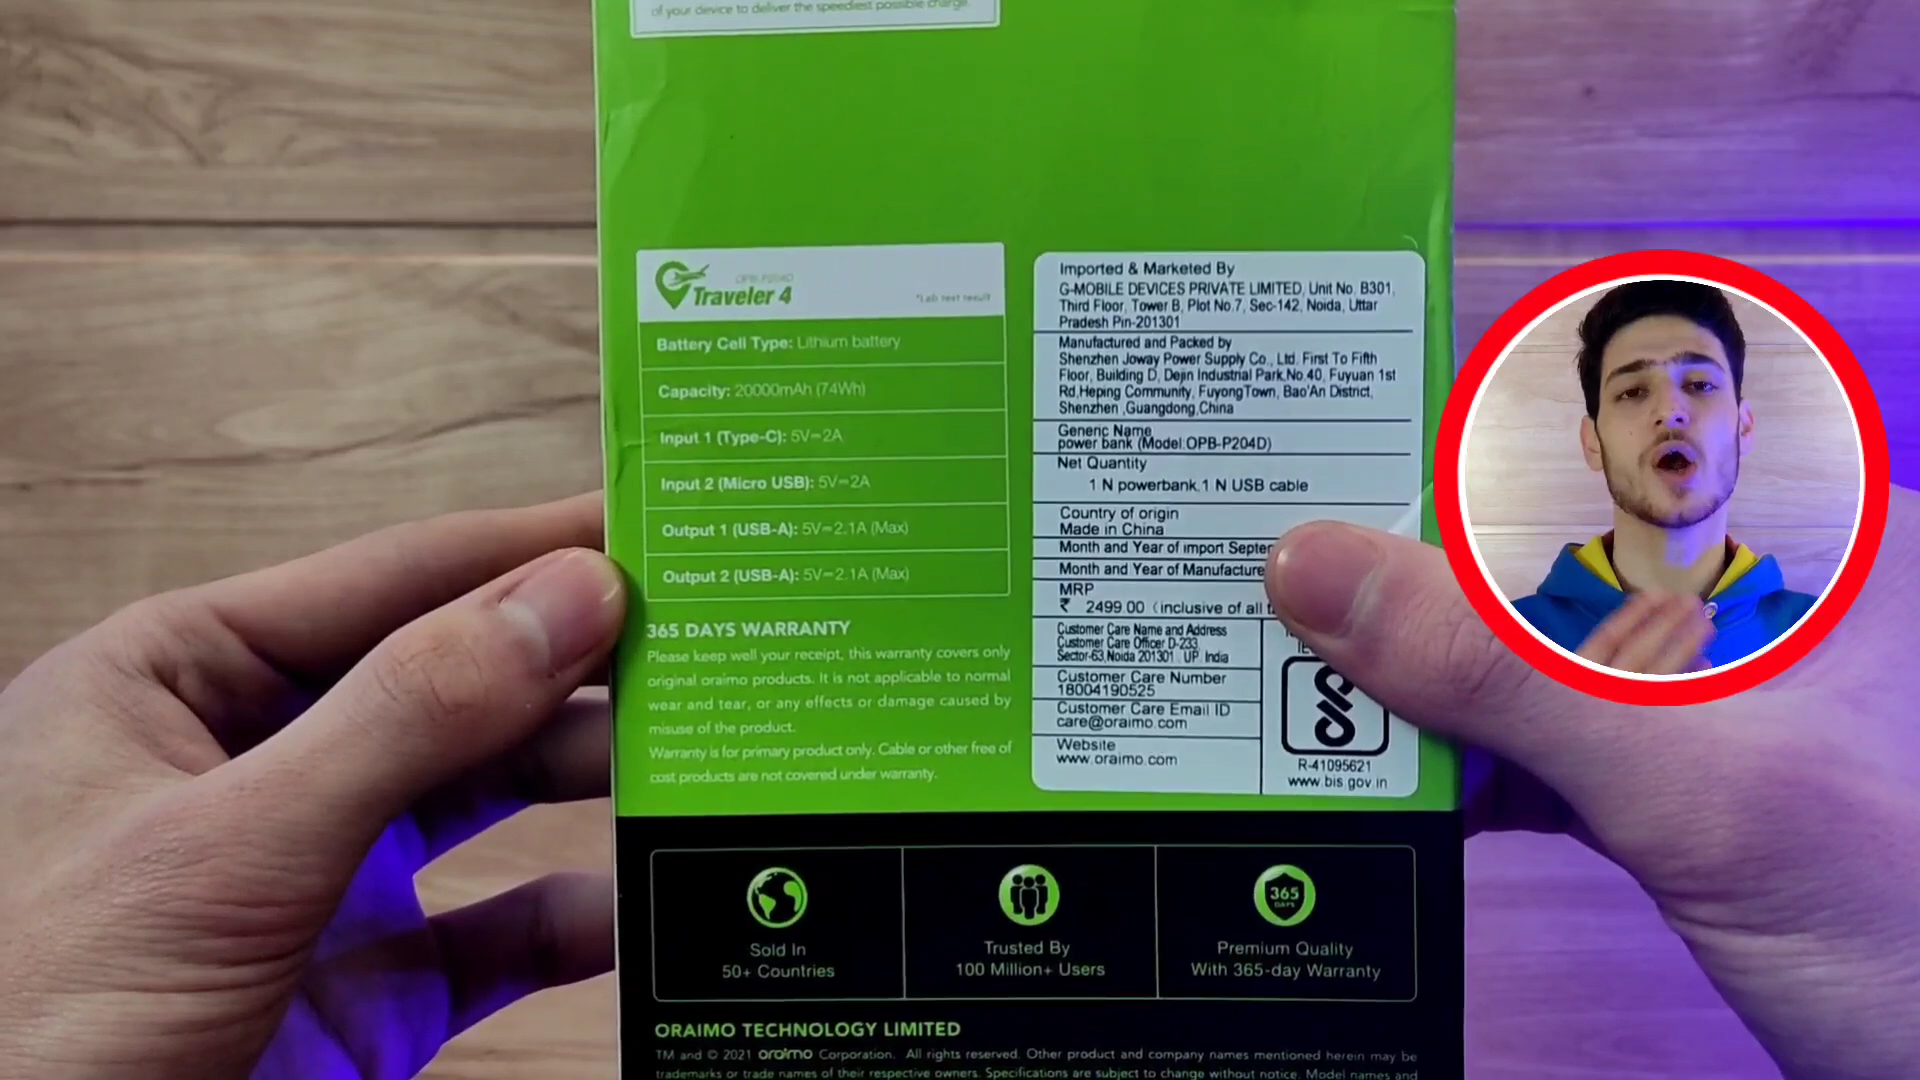 of your device to deliver the speediest possible charge.
Traveler 4
*Lab test result
Battery Cell Type: Lithium battery
Capacity: 20000mAh (74Wh)
Input 1 (Type-C): 5V⎓2A
Input 2 (Micro USB): 5V⎓2A
Output 1 (USB-A): 5V⎓2.1A (Max)
Output 2 (USB-A): 5V⎓2.1A (Max)
365 DAYS WARRANTY
Please keep well your receipt, this warranty covers only
original oraimo products. It is not applicable to normal
wear and tear, or any effects or damage caused by
misuse of the product.
Warranty is for primary product only. Cable or other free of
cost products are not covered under warranty.
Imported & Marketed By
G-MOBILE DEVICES PRIVATE LIMITED, Unit No. B301,
Third Floor, Tower B, Plot No.7, Sec-142, Noida, Uttar
Pradesh Pin-201301
Manufactured and Packed by
Shenzhen Joway Power Supply Co., Ltd. First To Fifth
Floor, Building D, Dejin Industrial Park,No.40, Fuyuan 1st
Rd,Heping Community, FuyongTown, Bao'An District,
Shenzhen ,Guangdong,China
Generic Name
power bank (Model:OPB-P204D)
Net Quantity
1 N powerbank,1 N USB cable
Country of origin
Made in China
Month and Year of import Septem
Month and Year of Manufacture
MRP
₹ 2499.00 (inclusive of all
Customer Care Name and Address
Customer Care Officer D-233,
Sector-63,Noida 201301 UP, India
Customer Care Number
18004190525
Customer Care Email ID
care@oraimo.com
Website
www.oraimo.com
R-41095621
www.bis.gov.in
Sold In
50+ Countries
Trusted By
100 Million+ Users
365
DAYS
Premium Quality
With 365-day Warranty
ORAIMO TECHNOLOGY LIMITED
TM and © 2021 oraimo Corporation. All rights reserved. Other product and company names mentioned herein may be
trademarks or trade names of their respective owners. Specifications are subject to change without notice. Model names and